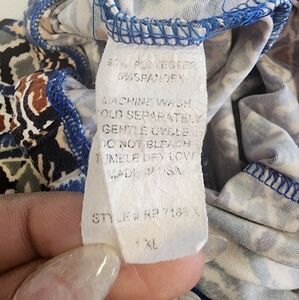 POLYESTER
5% SPANDEX
MACHINE WASH
COLD SEPARATELY
GENTLE CYCLE
DO NOT BLEACH
TUMBLE DRY LOW
MADE IN USA
STYLE # RP
1XL